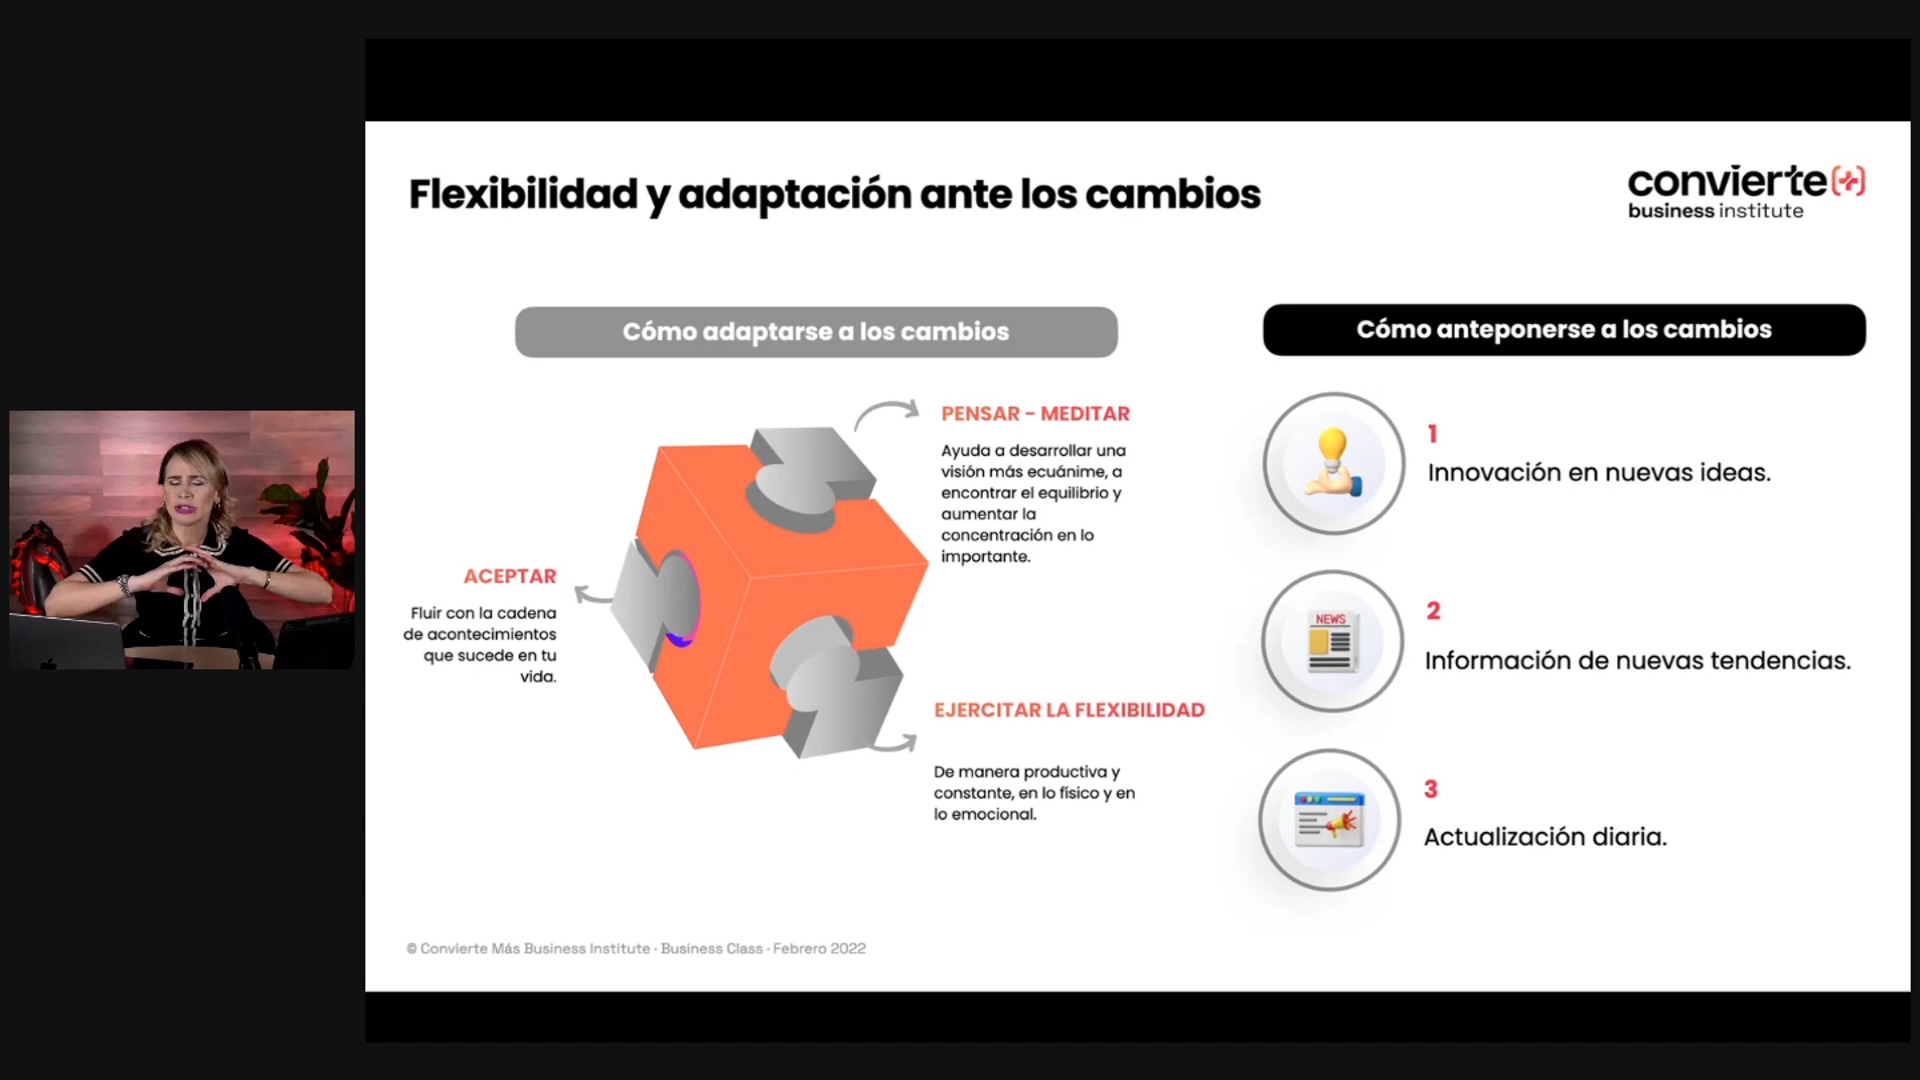 Flexibilidad y adaptación ante los cambios
convierte[+]
business institute
Cómo adaptarse a los cambios
PENSAR - MEDITAR
Ayuda a desarrollar una
visión más ecuánime, a
encontrar el equilibrio y
aumentar la
concentración en lo
importante.
ACEPTAR
Fluir con la cadena
de acontecimientos
que sucede en tu
vida.
EJERCITAR LA FLEXIBILIDAD
De manera productiva y
constante, en lo físico y en
lo emocional.
Cómo anteponerse a los cambios
1
Innovación en nuevas ideas.
NEWS
2
Información de nuevas tendencias.
3
Actualización diaria.
© Convierte Más Business Institute · Business Class · Febrero 2022